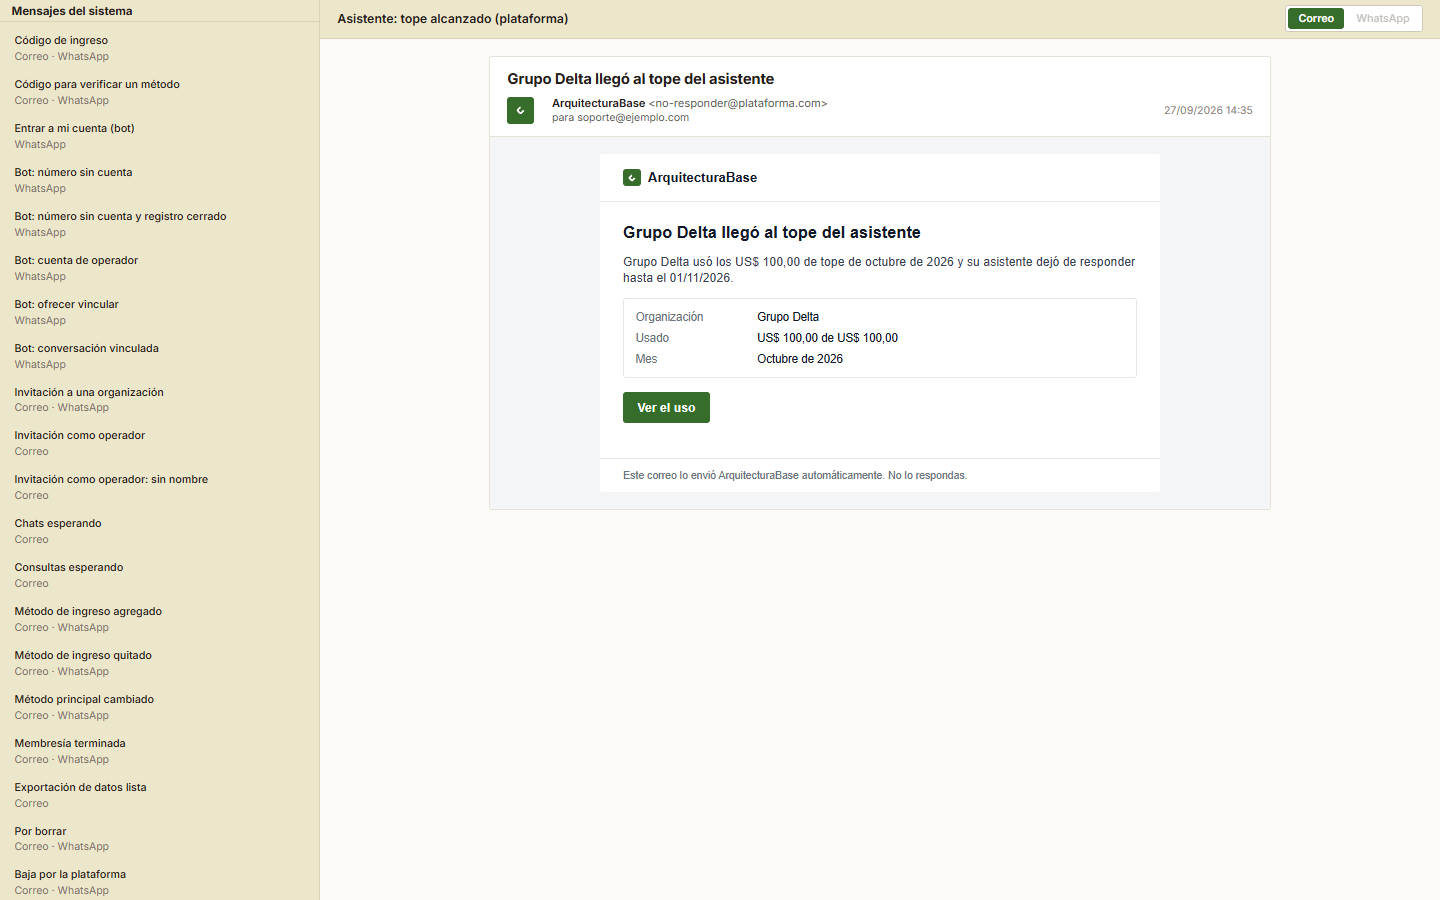 Mensajes del sistema
Código de ingreso
Correo · WhatsApp
Código para verificar un método
Correo · WhatsApp
Entrar a mi cuenta (bot)
WhatsApp
Bot: número sin cuenta
WhatsApp
Bot: número sin cuenta y registro cerrado
WhatsApp
Bot: cuenta de operador
WhatsApp
Bot: ofrecer vincular
WhatsApp
Bot: conversación vinculada
WhatsApp
Invitación a una organización
Correo · WhatsApp
Invitación como operador
Correo
Invitación como operador: sin nombre
Correo
Chats esperando
Correo
Consultas esperando
Correo
Método de ingreso agregado
Correo · WhatsApp
Método de ingreso quitado
Correo · WhatsApp
Método principal cambiado
Correo · WhatsApp
Membresía terminada
Correo · WhatsApp
Exportación de datos lista
Correo
Por borrar
Correo · WhatsApp
Baja por la plataforma
Correo · WhatsApp
Asistente: tope alcanzado (plataforma)
Correo WhatsApp
Grupo Delta llegó al tope del asistente
ArquitecturaBase <no-responder@plataforma.com>
para soporte@ejemplo.com
27/09/2026 14:35
ArquitecturaBase
Grupo Delta llegó al tope del asistente
Grupo Delta usó los US$ 100,00 de tope de octubre de 2026 y su asistente dejó de responder
hasta el 01/11/2026.
Organización Grupo Delta
Usado US$ 100,00 de US$ 100,00
Mes Octubre de 2026
Ver el uso
Este correo lo envió ArquitecturaBase automáticamente. No lo respondas.